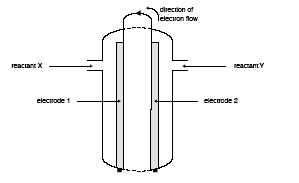 direction of
electron flow
reactant X
reactant Y
electrode 1
electrode 2